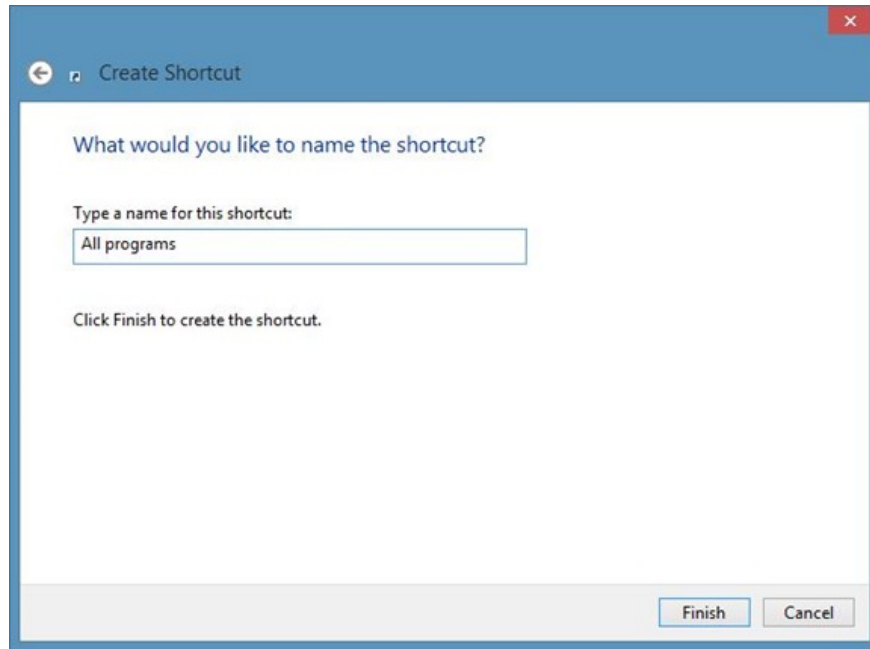 Create Shortcut
What would you like to name the shortcut?
Type a name for this shortcut:
All programs
Click Finish to create the shortcut.
Finish Cancel